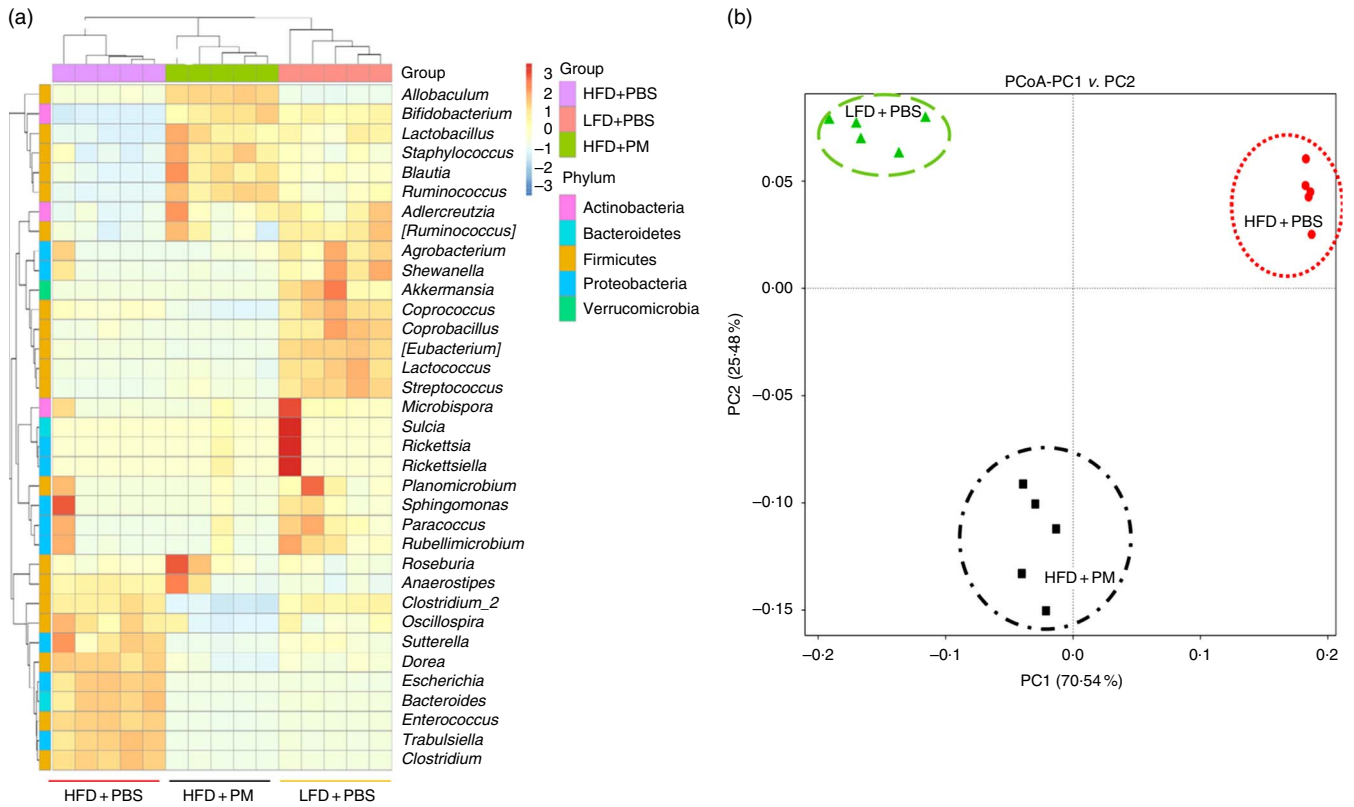 (a)
Group
Allobaculum
Bifidobacterium
Lactobacillus
Staphylococcus
Blautia
Ruminococcus
Adlercreutzia
[Ruminococcus]
Agrobacterium
Shewanella
Akkermansia
Coprococcus
Coprobacillus
[Eubacterium]
Lactococcus
Streptococcus
Microbispora
Sulcia
Rickettsia
Rickettsiella
Planomicrobium
Sphingomonas
Paracoccus
Rubellimicrobium
Roseburia
Anaerostipes
Clostridium_2
Oscillospira
Sutterella
Dorea
Escherichia
Bacteroides
Enterococcus
Trabulsiella
Clostridium
HFD+PBS HFD+PM LFD+PBS
3
2
1
0
–1
–2
–3
Group
HFD+PBS
LFD+PBS
HFD+PM
Phylum
Actinobacteria
Bacteroidetes
Firmicutes
Proteobacteria
Verrucomicrobia
(b)
PCoA-PC1 v. PC2
LFD+PBS
HFD+PBS
HFD+PM
PC2 (25·48 %)
0·05
0·00
–0·05
–0·10
–0·15
–0·2 –0·1 0·0 0·1 0·2
PC1 (70·54 %)